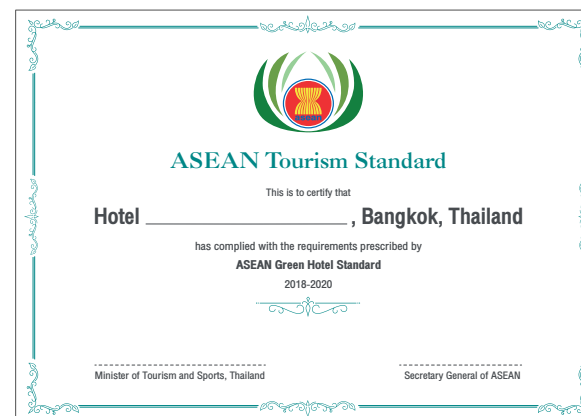 asean
ASEAN Tourism Standard
This is to certify that
Hotel ____________________ , Bangkok, Thailand
has complied with the requirements prescribed by
ASEAN Green Hotel Standard
2018-2020
Minister of Tourism and Sports, Thailand
Secretary General of ASEAN